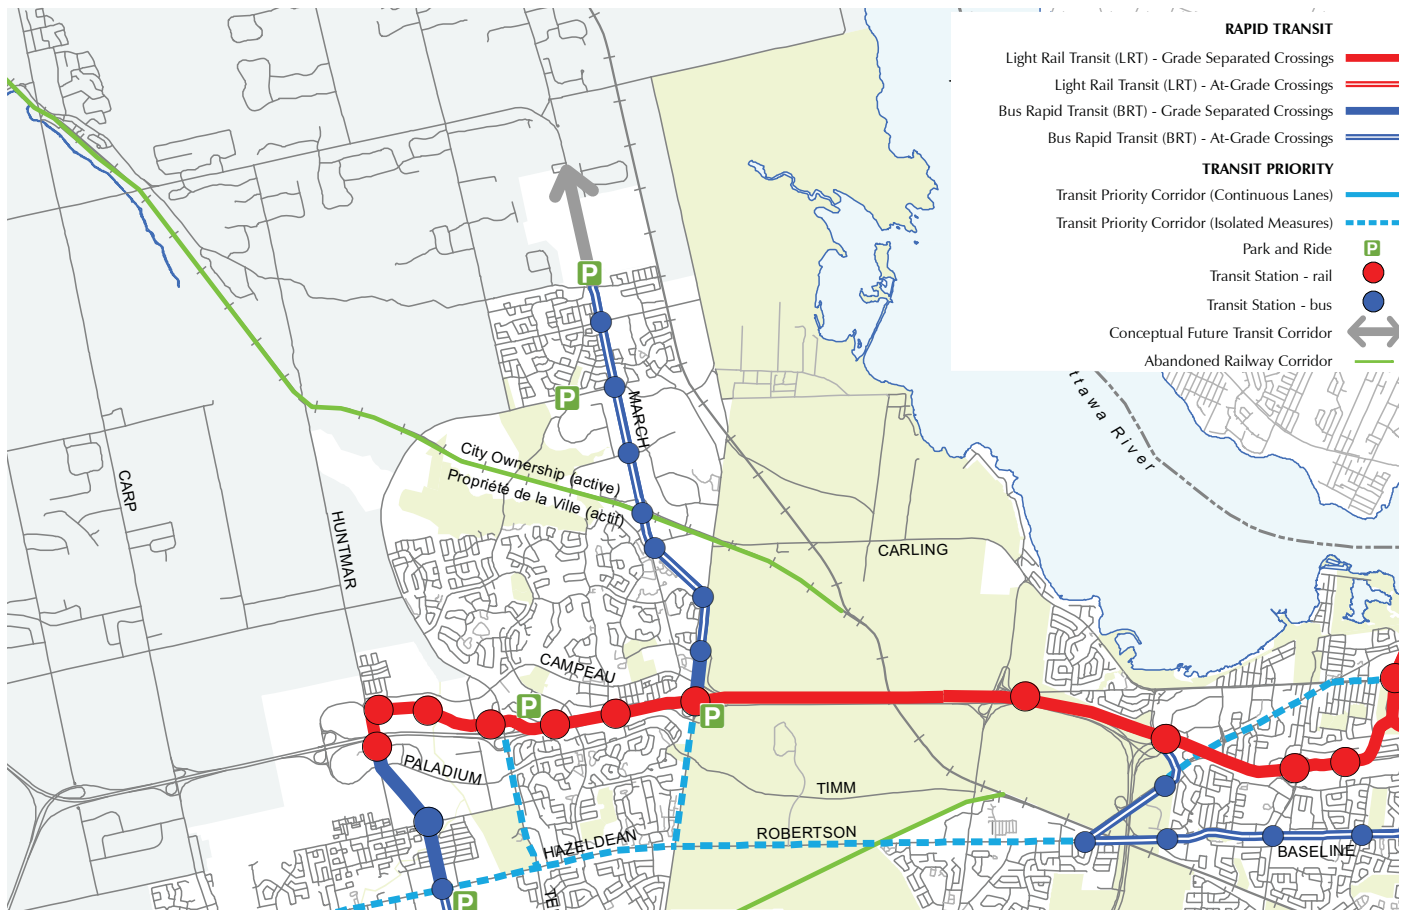 RAPID TRANSIT
Light Rail Transit (LRT) - Grade Separated Crossings
Light Rail Transit (LRT) - At-Grade Crossings
Bus Rapid Transit (BRT) - Grade Separated Crossings
Bus Rapid Transit (BRT) - At-Grade Crossings
TRANSIT PRIORITY
Transit Priority Corridor (Continuous Lanes)
Transit Priority Corridor (Isolated Measures)
Park and Ride P
Transit Station - rail
Transit Station - bus
Conceptual Future Transit Corridor
Abandoned Railway Corridor
P
P
MARCH
ttawa River
City Ownership (active)
Propriété de la Ville (actif)
CARP
HUNTMAR
CARLING
CAMPEAU
P
P
PALADIUM
TIMM
ROBERTSON
HAZELDEAN
BASELINE
P